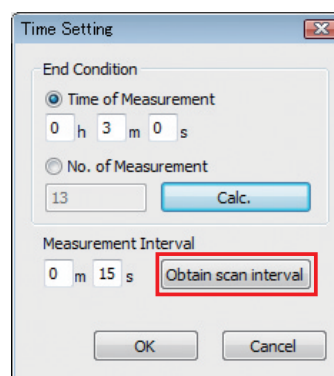 Time Setting
End Condition
Time of Measurement
0 h 3 m 0 s
No. of Measurement
13 Calc.
Measurement Interval
0 m 15 s Obtain scan interval
OK Cancel